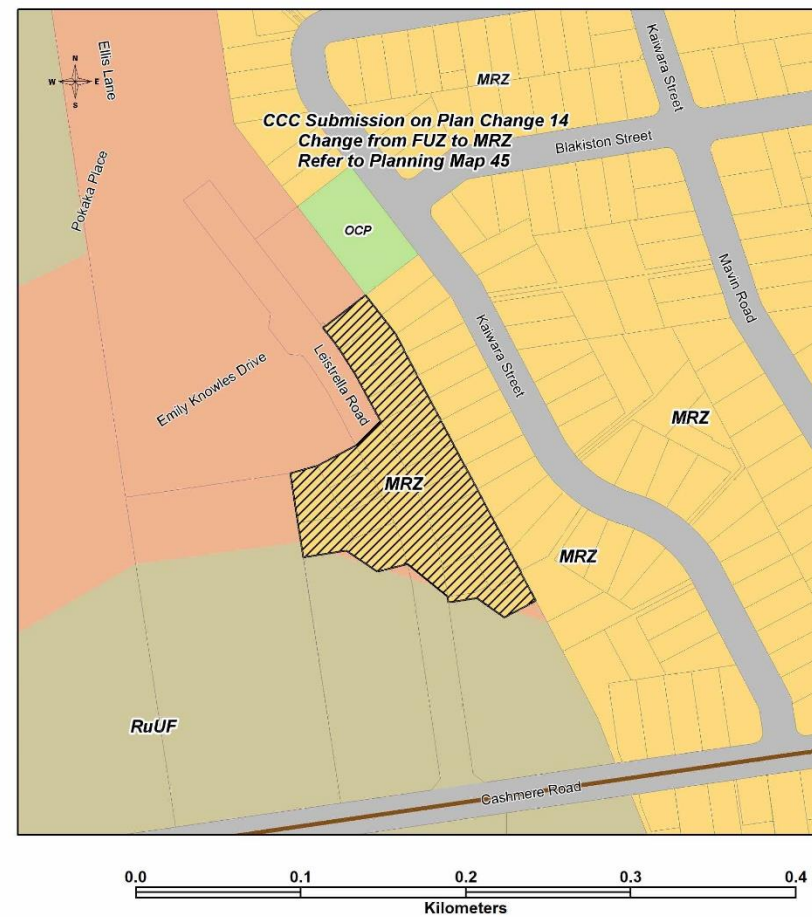 Ellis Lane
N
W E
S
Kaiwara Street
MRZ
CCC Submission on Plan Change 14
Change from FUZ to MRZ
Refer to Planning Map 45
Blakiston Street
Pokaka Place
OCP
Mavin Road
Kaiwara Street
Leistrella Road
Emily Knowles Drive
MRZ
MRZ
MRZ
RuUF
Cashmere Road
0.0 0.1 0.2 0.3 0.4
Kilometers